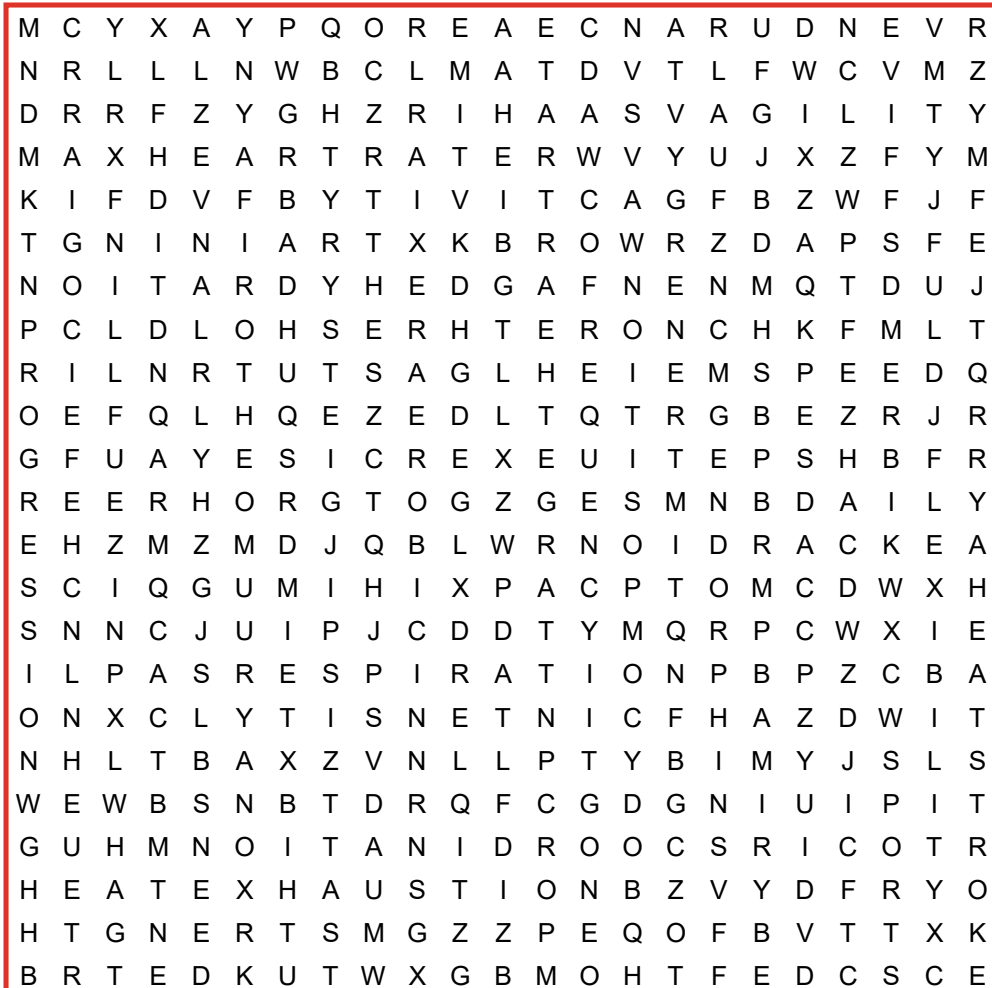 M C Y X A Y P Q O R E A E C N A R U D N E V R
N R L L L N W B C L M A T D V T L F W C V M Z
D R R F Z Y G H Z R I H A A S V A G I L I T Y
M A X H E A R T R A T E R W V Y U J X Z F Y M
K I F D V F B Y T I V I T C A G F B Z W F J F
T G N I N I A R T X K B R O W R Z D A P S F E
N O I T A R D Y H E D G A F N E N M Q T D U J
P C L D L O H S E R H T E R O N C H K F M L T
R I L N R T U T S A G L H E I E M S P E E D Q
O E F Q L H Q E Z E D L T Q T R G B E Z R J R
G F U A Y E S I C R E X E U I T E P S H B F R
R E E R H O R G T O G Z G E S M N B D A I L Y
E H Z M Z M D J Q B L W R N O I D R A C K E A
S C I Q G U M I H I X P A C P T O M C D W X H
S N N C J U I P J C D D T Y M Q R P C W X I E
I L P A S R E S P I R A T I O N P B P Z C B A
O N X C L Y T I S N E T N I C F H A Z D W I T
N H L T B A X Z V N L L P T Y B I M Y J S L S
W E W B S N B T D R Q F C G D G N I U I P I T
G U H M N O I T A N I D R O O C S R I C O T R
H E A T E X H A U S T I O N B Z V Y D F R Y O
H T G N E R T S M G Z Z P E Q O F B V T T X K
B R T E D K U T W X G B M O H T F E D C S C E